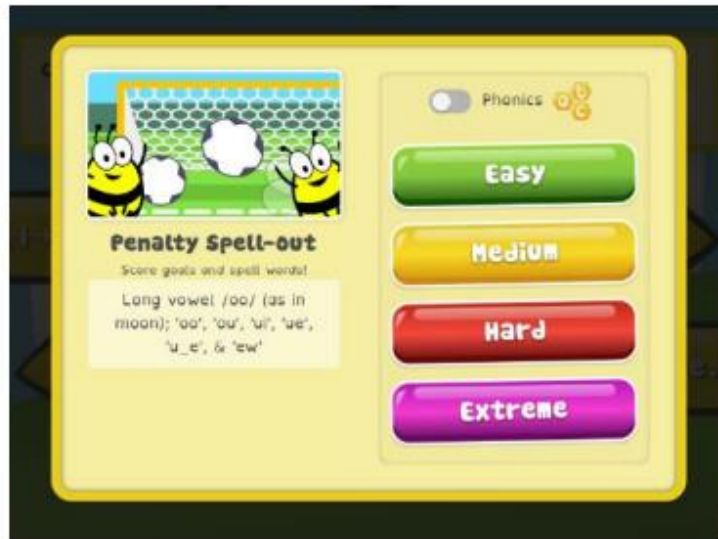 Penalty Spell-out
Score goals and spell words!
Long vowel /oo/ (as in
moon); 'oo', 'ou', 'ui', 'ue',
'u_e', & 'ew'
Phonics
a b c
Easy
Medium
Hard
Extreme